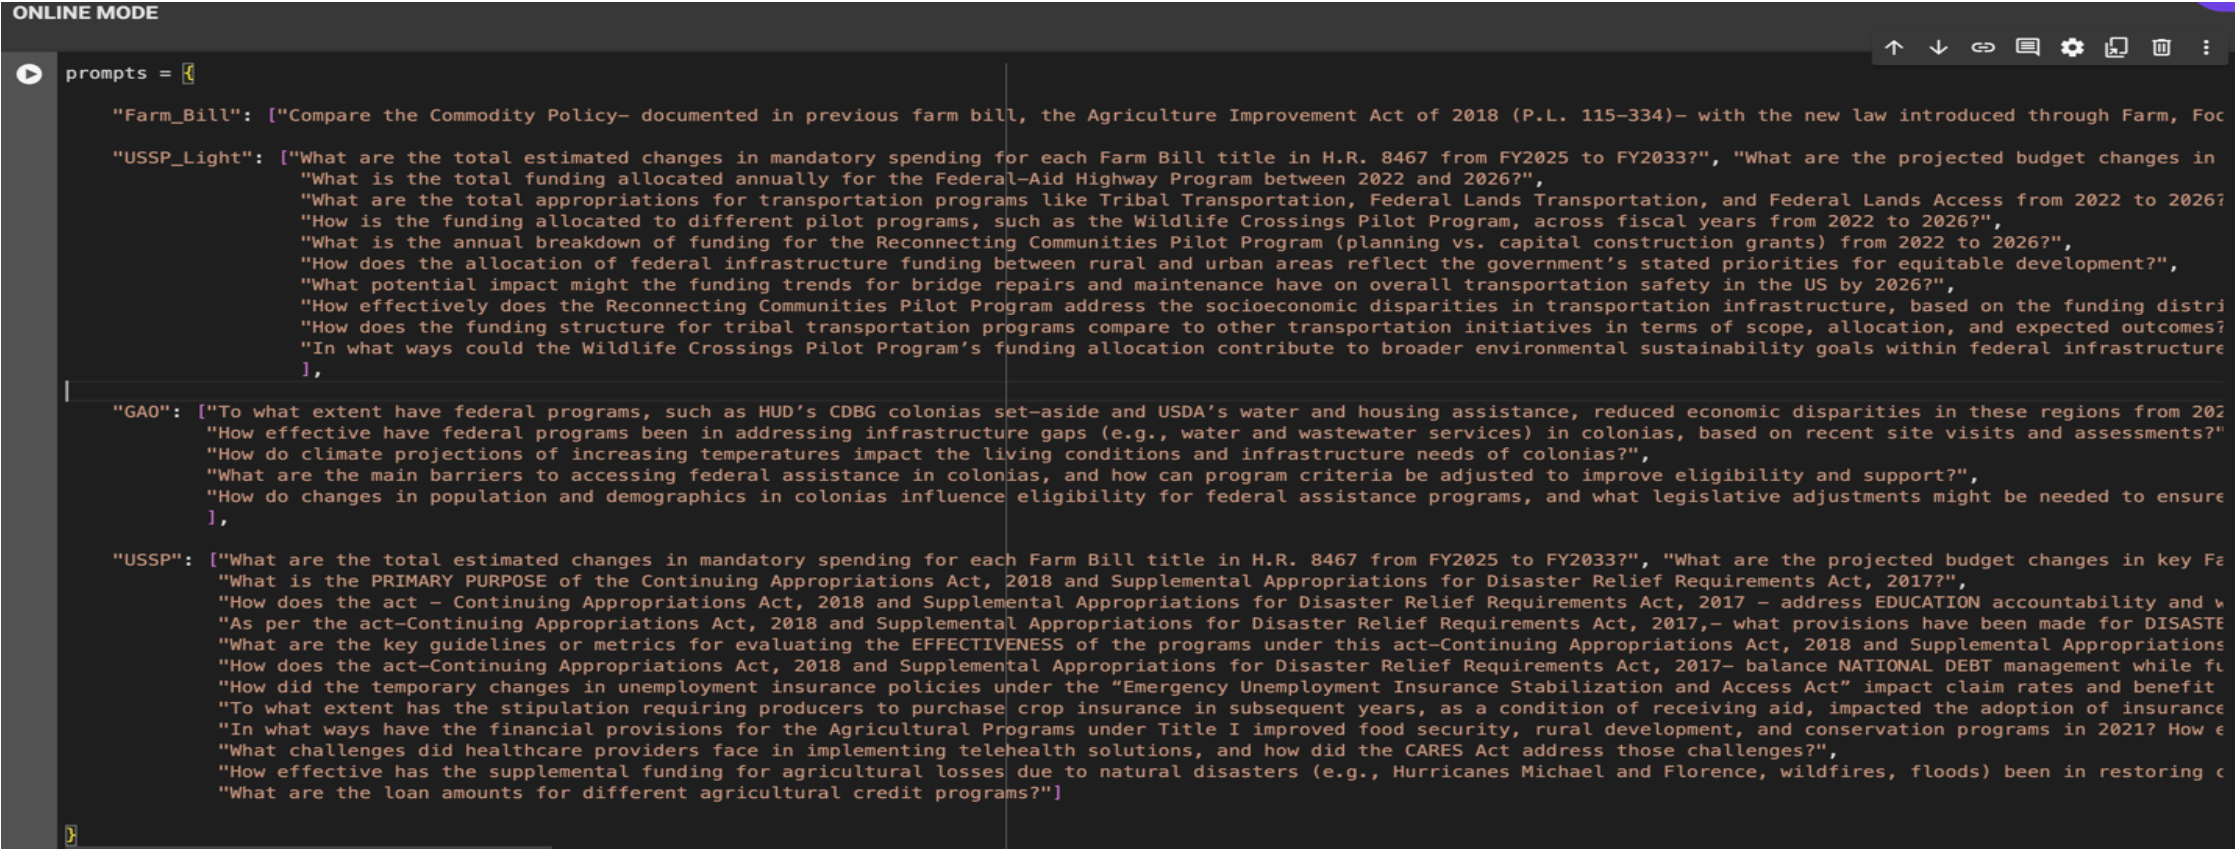 ONLINE MODE
prompts = {
"Farm_Bill": ["Compare the Commodity Policy– documented in previous farm bill, the Agriculture Improvement Act of 2018 (P.L. 115–334)– with the new law introduced through Farm, Foo
"USSP_Light": ["What are the total estimated changes in mandatory spending for each Farm Bill title in H.R. 8467 from FY2025 to FY2033?", "What are the projected budget changes in
"What is the total funding allocated annually for the Federal–Aid Highway Program between 2022 and 2026?",
"What are the total appropriations for transportation programs like Tribal Transportation, Federal Lands Transportation, and Federal Lands Access from 2022 to 2026?
"How is the funding allocated to different pilot programs, such as the Wildlife Crossings Pilot Program, across fiscal years from 2022 to 2026?",
"What is the annual breakdown of funding for the Reconnecting Communities Pilot Program (planning vs. capital construction grants) from 2022 to 2026?",
"How does the allocation of federal infrastructure funding between rural and urban areas reflect the government's stated priorities for equitable development?",
"What potential impact might the funding trends for bridge repairs and maintenance have on overall transportation safety in the US by 2026?",
"How effectively does the Reconnecting Communities Pilot Program address the socioeconomic disparities in transportation infrastructure, based on the funding distri
"How does the funding structure for tribal transportation programs compare to other transportation initiatives in terms of scope, allocation, and expected outcomes?
"In what ways could the Wildlife Crossings Pilot Program's funding allocation contribute to broader environmental sustainability goals within federal infrastructure
],
"GAO": ["To what extent have federal programs, such as HUD's CDBG colonias set–aside and USDA's water and housing assistance, reduced economic disparities in these regions from 202
"How effective have federal programs been in addressing infrastructure gaps (e.g., water and wastewater services) in colonias, based on recent site visits and assessments?"
"How do climate projections of increasing temperatures impact the living conditions and infrastructure needs of colonias?",
"What are the main barriers to accessing federal assistance in colonias, and how can program criteria be adjusted to improve eligibility and support?",
"How do changes in population and demographics in colonias influence eligibility for federal assistance programs, and what legislative adjustments might be needed to ensure
],
"USSP": ["What are the total estimated changes in mandatory spending for each Farm Bill title in H.R. 8467 from FY2025 to FY2033?", "What are the projected budget changes in key Fa
"What is the PRIMARY PURPOSE of the Continuing Appropriations Act, 2018 and Supplemental Appropriations for Disaster Relief Requirements Act, 2017?",
"How does the act – Continuing Appropriations Act, 2018 and Supplemental Appropriations for Disaster Relief Requirements Act, 2017 – address EDUCATION accountability and w
"As per the act–Continuing Appropriations Act, 2018 and Supplemental Appropriations for Disaster Relief Requirements Act, 2017,– what provisions have been made for DISASTE
"What are the key guidelines or metrics for evaluating the EFFECTIVENESS of the programs under this act–Continuing Appropriations Act, 2018 and Supplemental Appropriations
"How does the act–Continuing Appropriations Act, 2018 and Supplemental Appropriations for Disaster Relief Requirements Act, 2017– balance NATIONAL DEBT management while fu
"How did the temporary changes in unemployment insurance policies under the “Emergency Unemployment Insurance Stabilization and Access Act” impact claim rates and benefit
"To what extent has the stipulation requiring producers to purchase crop insurance in subsequent years, as a condition of receiving aid, impacted the adoption of insurance
"In what ways have the financial provisions for the Agricultural Programs under Title I improved food security, rural development, and conservation programs in 2021? How e
"What challenges did healthcare providers face in implementing telehealth solutions, and how did the CARES Act address those challenges?",
"How effective has the supplemental funding for agricultural losses due to natural disasters (e.g., Hurricanes Michael and Florence, wildfires, floods) been in restoring c
"What are the loan amounts for different agricultural credit programs?"]
}